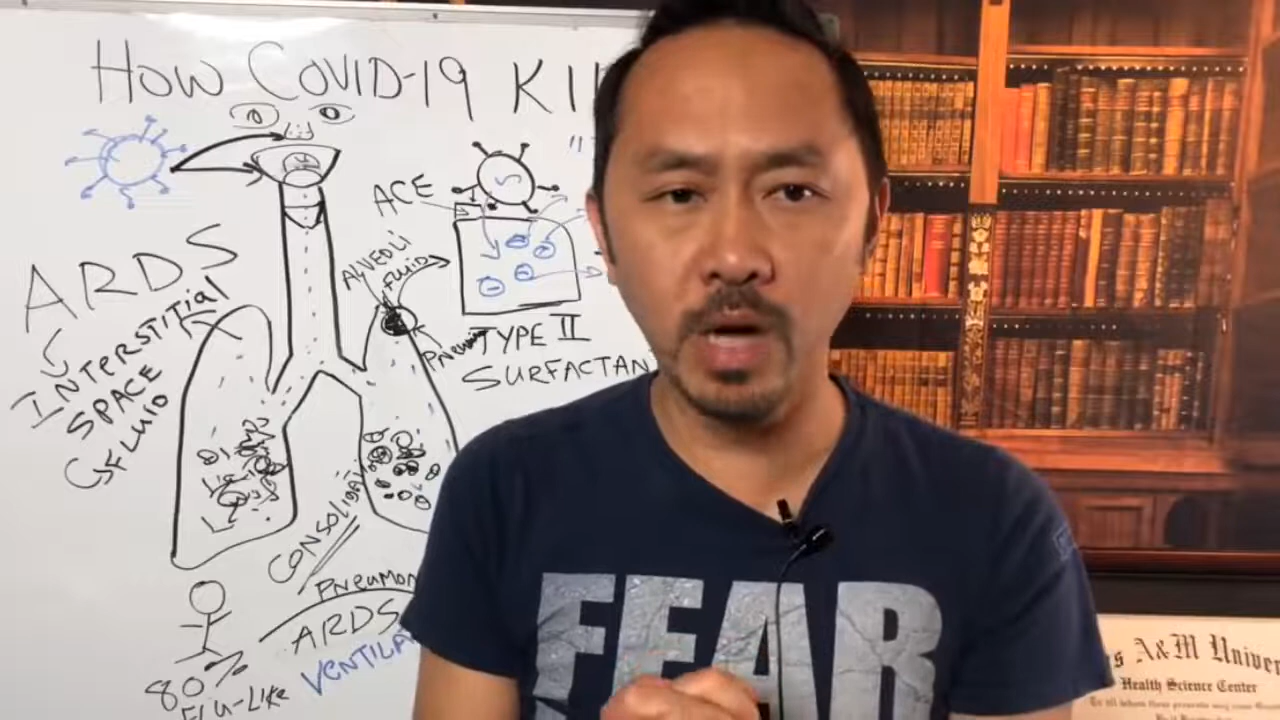 How COVID-19 KI
ACE
ALVEOLI
FLUID
ARDS
INTERSTITIAL
SPACE
FLUID
TYPE II
SURFACTAN
CONSOLIDAT
PNEUMON
ARDS
VENTILA
80%
FLU-LIKE
FEAR
s A&M Univer
Health Science Center